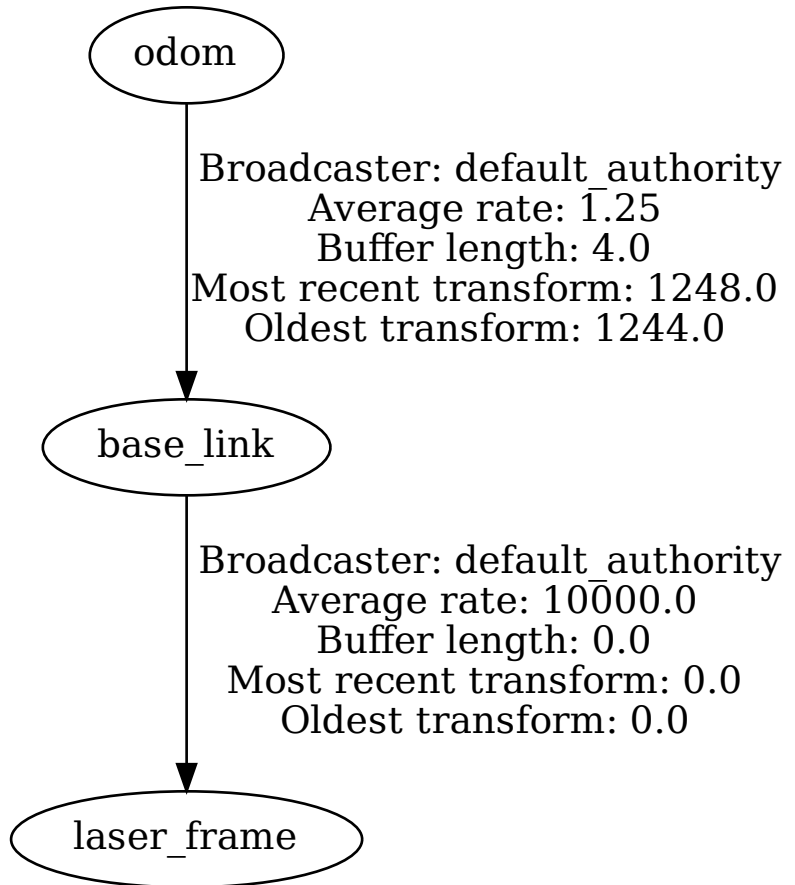 odom
Broadcaster: default_authority
Average rate: 1.25
Buffer length: 4.0
Most recent transform: 1248.0
Oldest transform: 1244.0
base_link
Broadcaster: default_authority
Average rate: 10000.0
Buffer length: 0.0
Most recent transform: 0.0
Oldest transform: 0.0
laser_frame